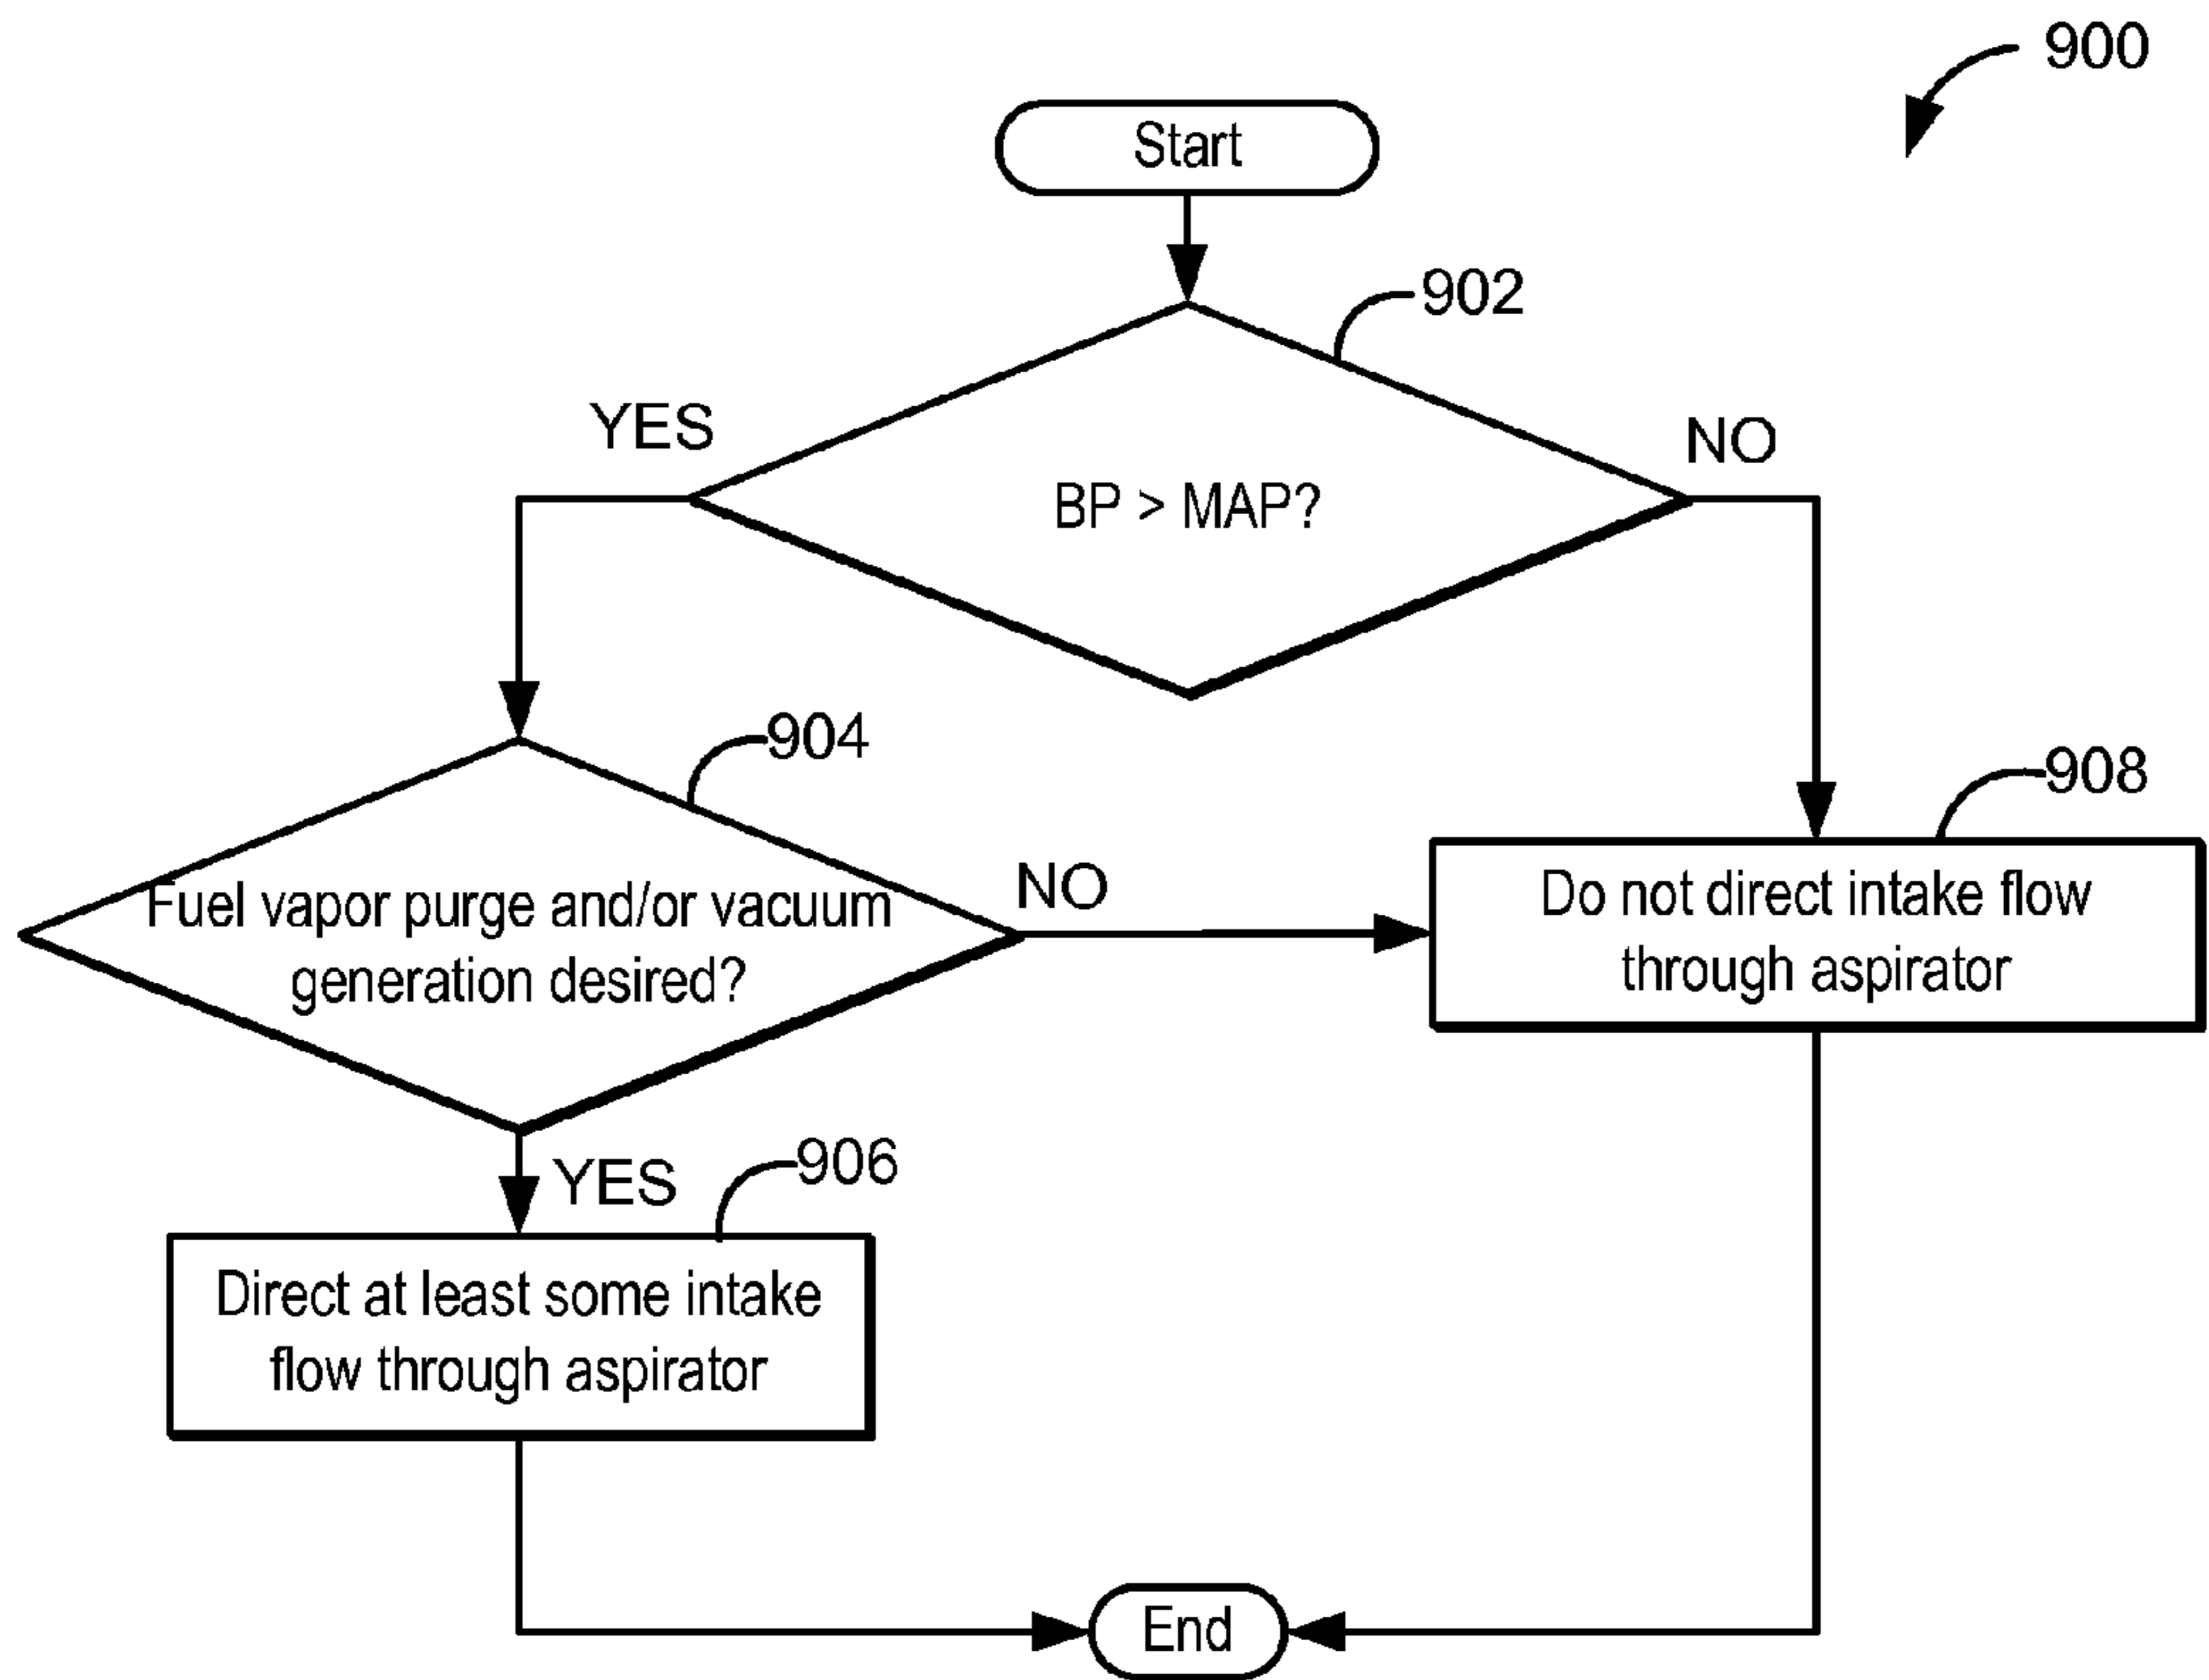 900
Start
902
YES
NO
BP > MAP?
904
908
Fuel vapor purge and/or vacuum
generation desired?
NO
Do not direct intake flow
through aspirator
YES
906
Direct at least some intake
flow through aspirator
End